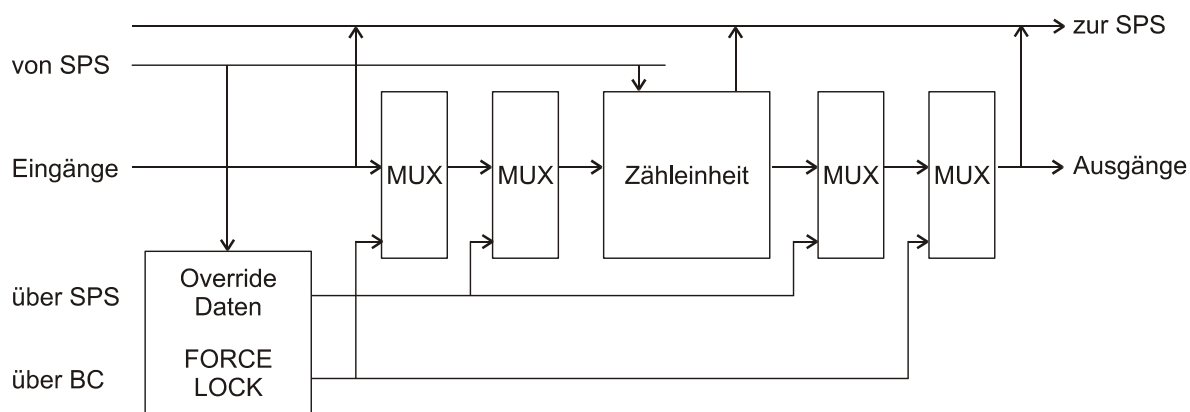 zur SPS
von SPS
Eingänge
MUX
MUX
Zähleinheit
MUX
MUX
Ausgänge
Override
Daten
über SPS
FORCE
LOCK
über BC